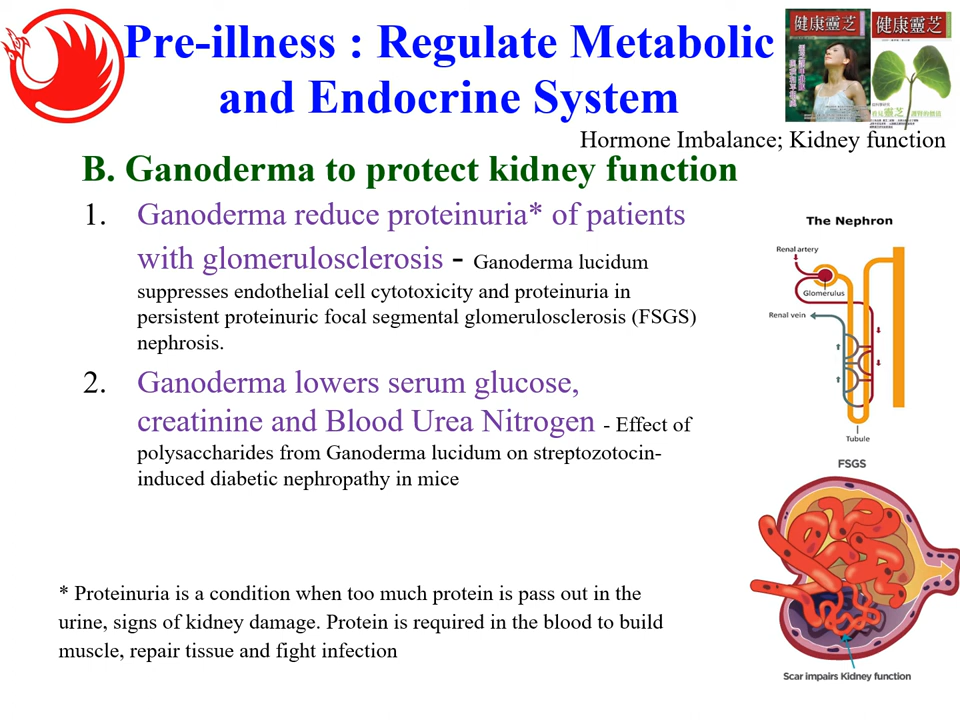 Pre-illness : Regulate Metabolic
and Endocrine System
健康靈芝
健康靈芝
Hormone Imbalance; Kidney function
B. Ganoderma to protect kidney function
1. Ganoderma reduce proteinuria* of patients
with glomerulosclerosis - Ganoderma lucidum
suppresses endothelial cell cytotoxicity and proteinuria in
persistent proteinuric focal segmental glomerulosclerosis (FSGS)
nephrosis.
2. Ganoderma lowers serum glucose,
creatinine and Blood Urea Nitrogen - Effect of
polysaccharides from Ganoderma lucidum on streptozotocin-
induced diabetic nephropathy in mice
The Nephron
Renal artery
Glomerulus
Renal vein
Tubule
FSGS
Scar impairs Kidney function
* Proteinuria is a condition when too much protein is pass out in the
urine, signs of kidney damage. Protein is required in the blood to build
muscle, repair tissue and fight infection